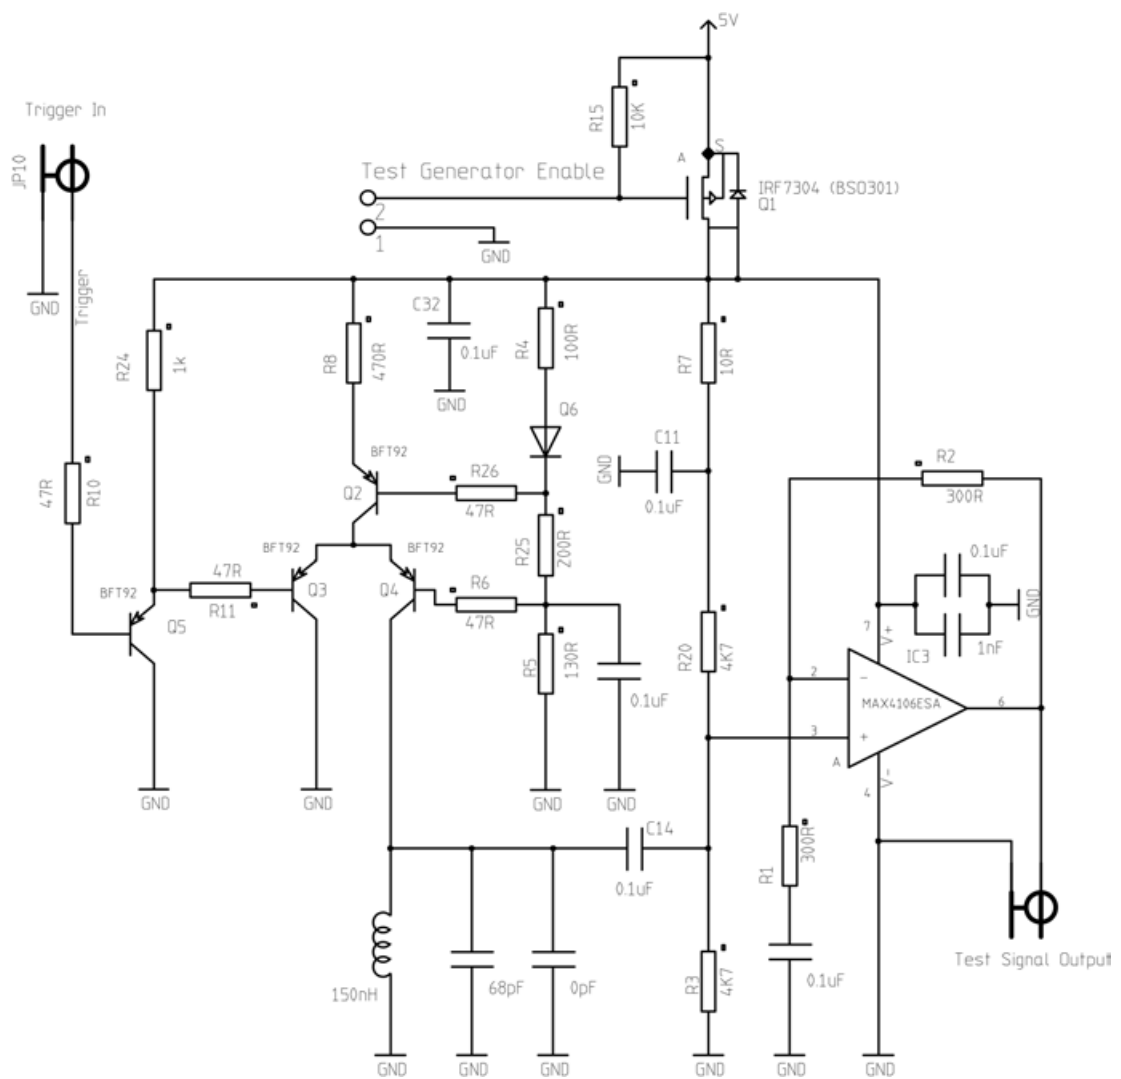 5V
R15
10K
Trigger In
JP10
S
A
Test Generator Enable
IRF7304 (BSO301)
Q1
2
1
GND
GND
Trigger
C32
0.1uF
GND
R24
1k
R8
470R
R4
100R
R7
10R
Q6
BFT92
Q2
R26
47R
C11
GND
0.1uF
R2
300R
47R
R10
R25
200R
BFT92
Q3
BFT92
Q4
0.1uF
GND
1nF
47R
R11
R6
47R
BFT92
Q5
R5
130R
0.1uF
R20
4K7
7
V+
IC3
2
-
MAX4106ESA
6
3
+
A
V-
4
GND
GND
GND
GND
C14
0.1uF
R1
300R
150nH
68pF
0pF
R3
4K7
0.1uF
Test Signal Output
GND
GND
GND
GND
GND
GND